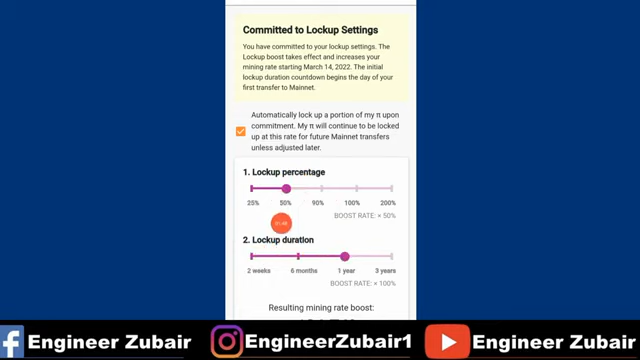 Committed to Lockup Settings
You have committed to your lockup settings. The
Lockup boost takes effect and increases your
mining rate starting March 14, 2022. The initial
lockup duration countdown begins the day of your
first transfer to Mainnet.
Automatically lock up a portion of my π upon
commitment. My π will continue to be locked
up at this rate for future Mainnet transfers
unless adjusted later.
1. Lockup percentage
25% 50% 90% 100% 200%
BOOST RATE: × 50%
2. Lockup duration
2 weeks 6 months 1 year 3 years
BOOST RATE: × 100%
Resulting mining rate boost:
Engineer Zubair EngineerZubair1 Engineer Zubair